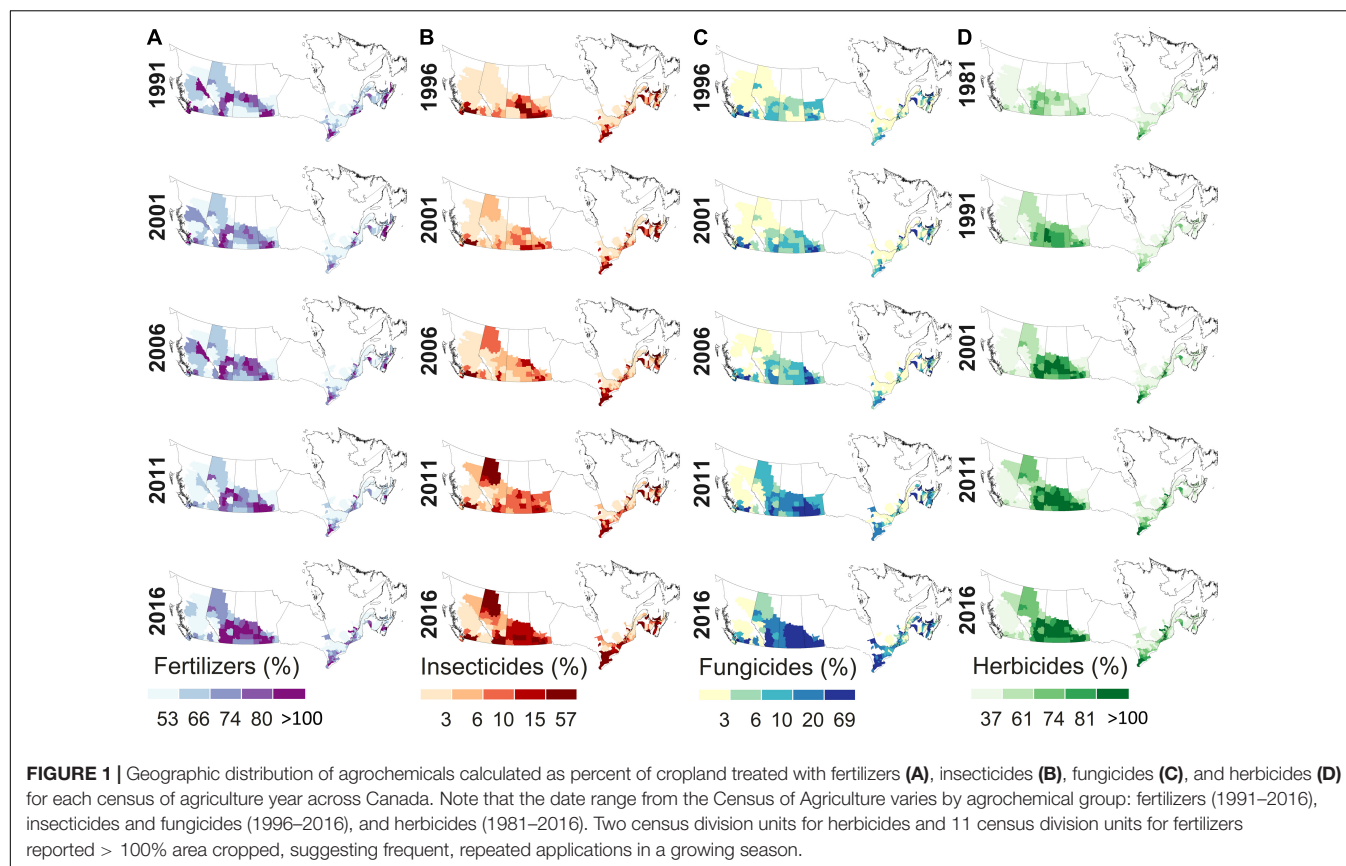 A B C D
1991 1996 1996 1981
2001 2001 2001 1991
2006 2006 2006 2001
2011 2011 2011 2011
2016 2016 2016 2016
Fertilizers (%) Insecticides (%) Fungicides (%) Herbicides (%)
53 66 74 80 >100 3 6 10 15 57 3 6 10 20 69 37 61 74 81 >100
FIGURE 1 | Geographic distribution of agrochemicals calculated as percent of cropland treated with fertilizers (A), insecticides (B), fungicides (C), and herbicides (D)
for each census of agriculture year across Canada. Note that the date range from the Census of Agriculture varies by agrochemical group: fertilizers (1991–2016),
insecticides and fungicides (1996–2016), and herbicides (1981–2016). Two census division units for herbicides and 11 census division units for fertilizers
reported > 100% area cropped, suggesting frequent, repeated applications in a growing season.